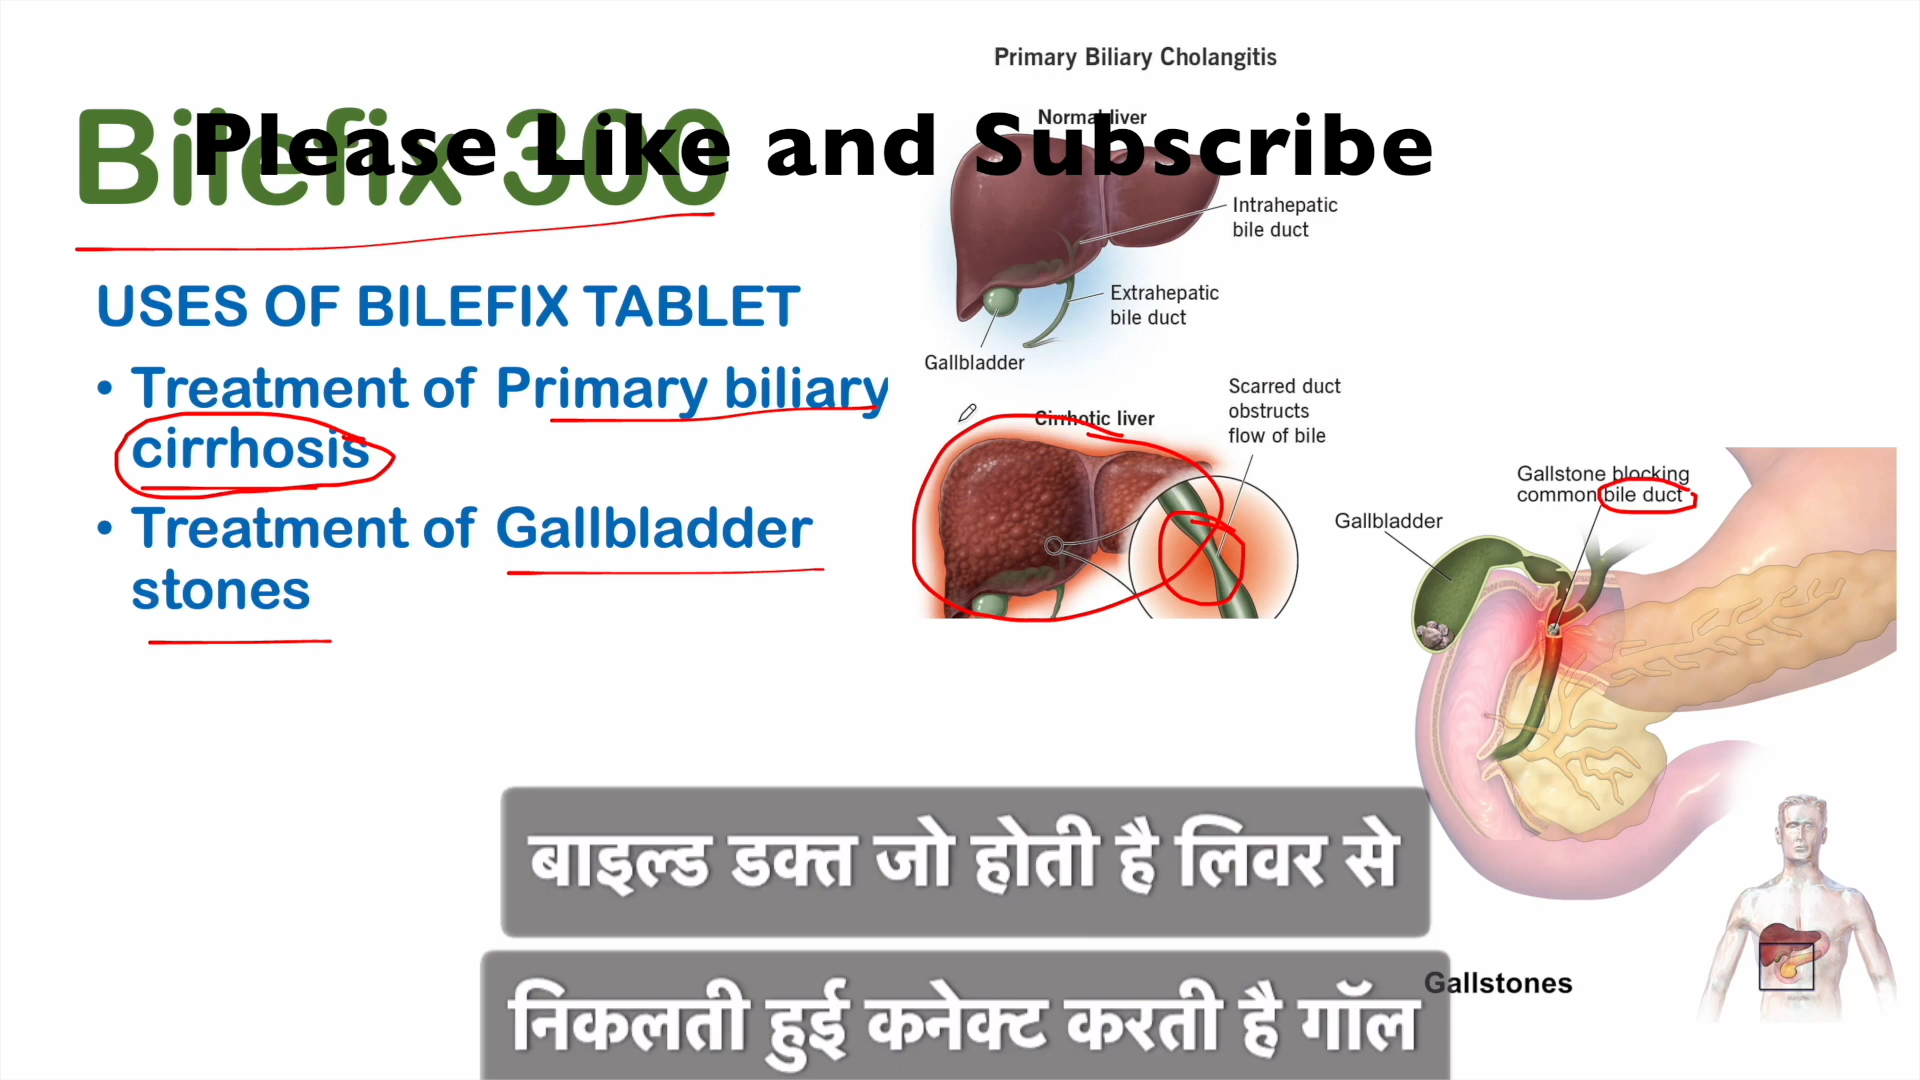 Primary Biliary Cholangitis
Bilefix 300
Please Like and Subscribe
Normal liver
Intrahepatic
bile duct
Extrahepatic
bile duct
Gallbladder
USES OF BILEFIX TABLET
• Treatment of Primary biliary
cirrhosis
• Treatment of Gallbladder
stones
Cirrhotic liver
Scarred duct
obstructs
flow of bile
Gallstone blocking
common bile duct
Gallbladder
बाइल्ड डक्त जो होती है लिवर से
निकलती हुई कनेक्ट करती है गॉल
Gallstones